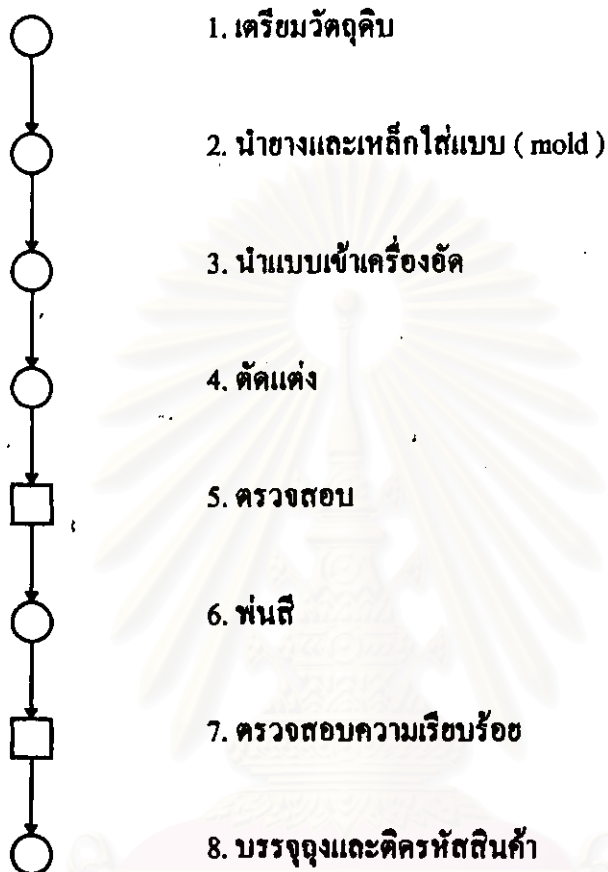 1. เตรียมวัตถุดิบ
2. นำยางและเหล็กใส่แบบ ( mold )
3. นำแบบเข้าเครื่องอัด
4. ตัดแต่ง
5. ตรวจสอบ
6. พ่นสี
7. ตรวจสอบความเรียบร้อย
8. บรรจุถุงและติดรหัสสินค้า